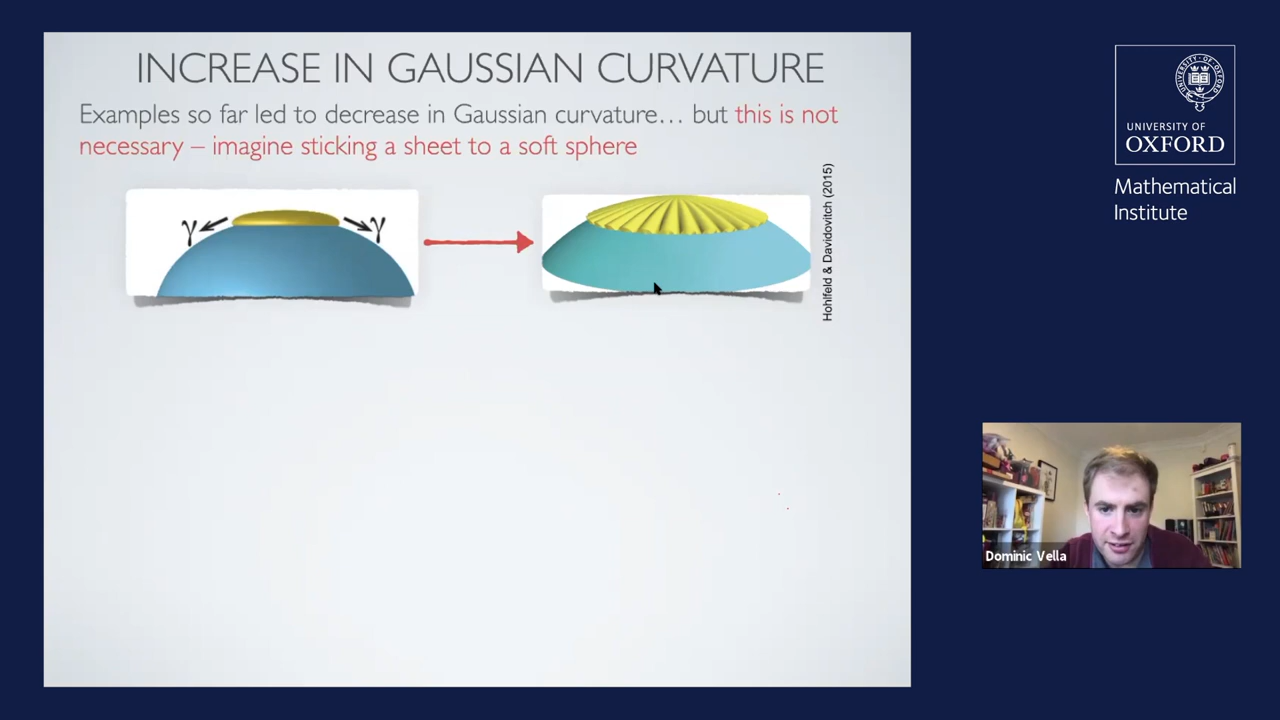 INCREASE IN GAUSSIAN CURVATURE
Examples so far led to decrease in Gaussian curvature… but this is not
necessary – imagine sticking a sheet to a soft sphere
γ
γ
Hohlfeld & Davidovitch (2015)
UNIVERSITY OF
OXFORD
Mathematical
Institute
Dominic Vella